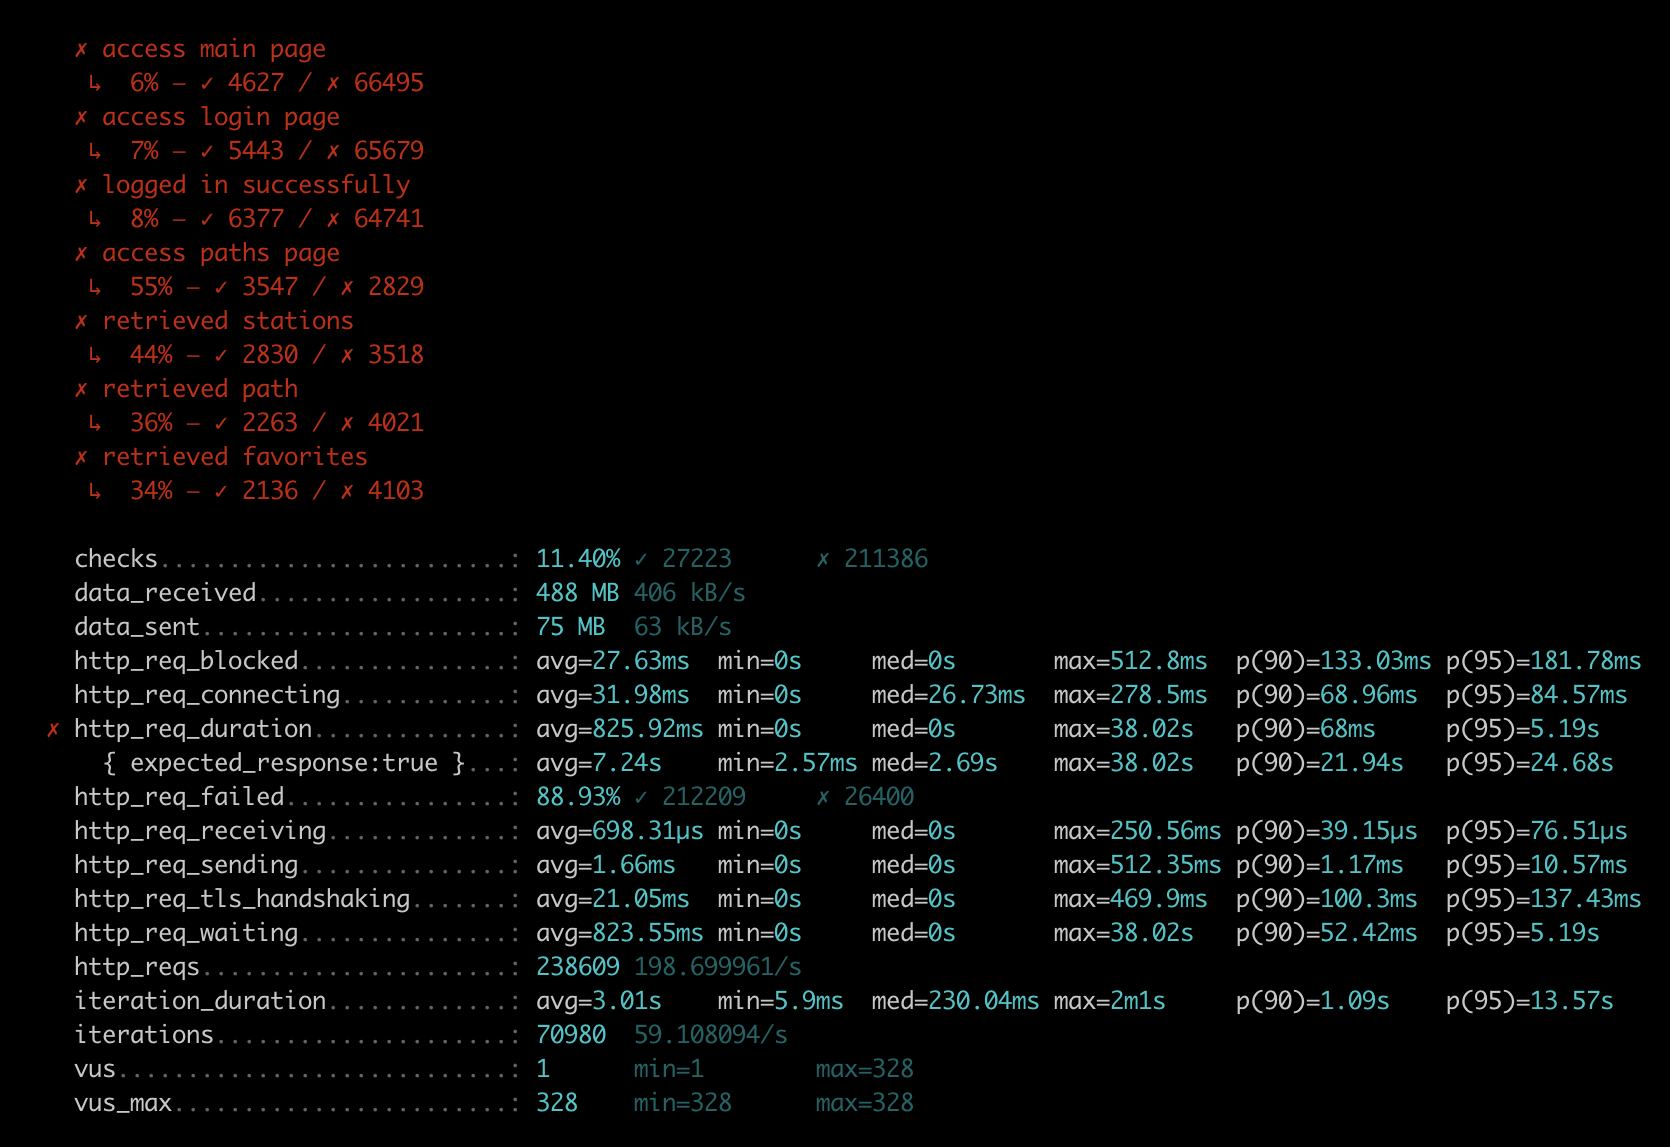 ✗ access main page
↳ 6% — ✓ 4627 / ✗ 66495
✗ access login page
↳ 7% — ✓ 5443 / ✗ 65679
✗ logged in successfully
↳ 8% — ✓ 6377 / ✗ 64741
✗ access paths page
↳ 55% — ✓ 3547 / ✗ 2829
✗ retrieved stations
↳ 44% — ✓ 2830 / ✗ 3518
✗ retrieved path
↳ 36% — ✓ 2263 / ✗ 4021
✗ retrieved favorites
↳ 34% — ✓ 2136 / ✗ 4103
checks.........................: 11.40% ✓ 27223 ✗ 211386
data_received..................: 488 MB 406 kB/s
data_sent......................: 75 MB 63 kB/s
http_req_blocked...............: avg=27.63ms min=0s med=0s max=512.8ms p(90)=133.03ms p(95)=181.78ms
http_req_connecting............: avg=31.98ms min=0s med=26.73ms max=278.5ms p(90)=68.96ms p(95)=84.57ms
✗ http_req_duration..............: avg=825.92ms min=0s med=0s max=38.02s p(90)=68ms p(95)=5.19s
{ expected_response:true }...: avg=7.24s min=2.57ms med=2.69s max=38.02s p(90)=21.94s p(95)=24.68s
http_req_failed................: 88.93% ✓ 212209 ✗ 26400
http_req_receiving.............: avg=698.31µs min=0s med=0s max=250.56ms p(90)=39.15µs p(95)=76.51µs
http_req_sending...............: avg=1.66ms min=0s med=0s max=512.35ms p(90)=1.17ms p(95)=10.57ms
http_req_tls_handshaking.......: avg=21.05ms min=0s med=0s max=469.9ms p(90)=100.3ms p(95)=137.43ms
http_req_waiting...............: avg=823.55ms min=0s med=0s max=38.02s p(90)=52.42ms p(95)=5.19s
http_reqs......................: 238609 198.699961/s
iteration_duration.............: avg=3.01s min=5.9ms med=230.04ms max=2m1s p(90)=1.09s p(95)=13.57s
iterations.....................: 70980 59.108094/s
vus............................: 1 min=1 max=328
vus_max........................: 328 min=328 max=328